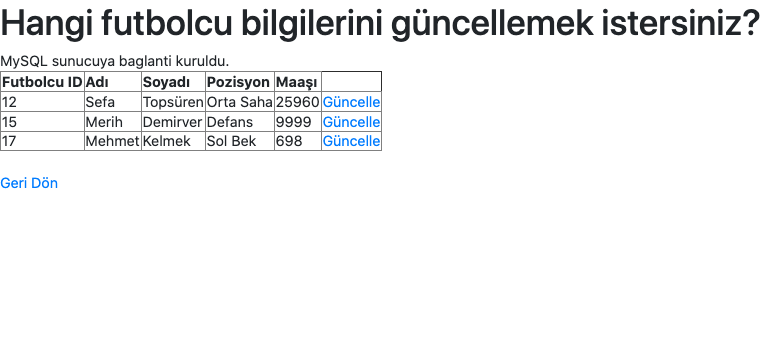 Hangi futbolcu bilgilerini güncellemek istersiniz?
MySQL sunucuya baglanti kuruldu.
Futbolcu ID Adı Soyadı Pozisyon Maaşı
12 Sefa Topsüren Orta Saha 25960 Güncelle
15 Merih Demirver Defans 9999 Güncelle
17 Mehmet Kelmek Sol Bek 698 Güncelle
Geri Dön